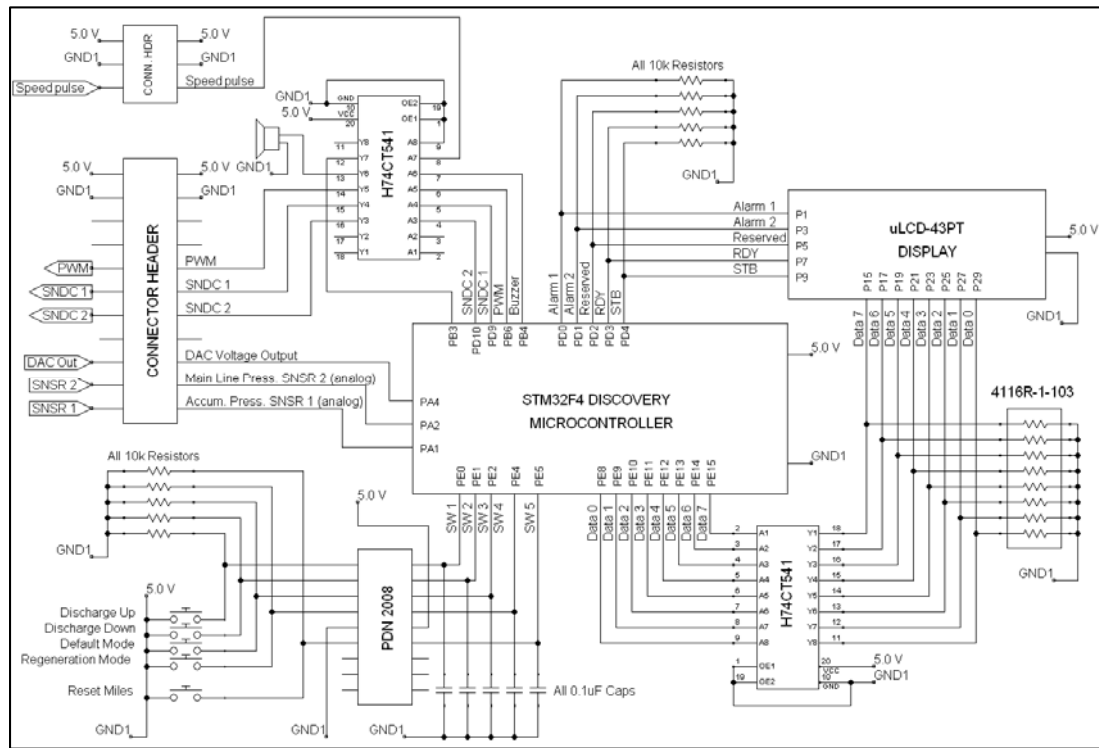 5.0 V 5.0 V
GND1 GND1
Speed pulse Speed pulse
CONN. HDR
All 10k Resistors
GND1
5.0 V
GND 10 OE2 19
VCC 20 OE1 1
11 Y8 A8 9
12 Y7 A7 8
13 Y6 A6 7
14 Y5 A5 6
15 Y4 A4 5
16 Y3 A3 4
17 Y2 A2 3
18 Y1 A1 2
H74CT541
GND1
GND1
5.0 V 5.0 V
GND1 GND1
CONNECTOR HEADER
PWM PWM
SNDC 1 SNDC 1
SNDC 2 SNDC 2
DAC Out DAC Voltage Output
SNSR 2 Main Line Press. SNSR 2 (analog)
SNSR 1 Accum. Press. SNSR 1 (analog)
Alarm 1
Alarm 2
Reserved
RDY
STB
P1
P3
P5
P7
P9
uLCD-43PT
DISPLAY
5.0 V
GND1
P15 P17 P19 P21 P23 P25 P27 P29
Data 7 Data 6 Data 5 Data 4 Data 3 Data 2 Data 1 Data 0
SNDC 2 SNDC 1 PWM Buzzer
Alarm 1 Alarm 2 Reserved RDY STB
PB3 PD10 PD9 PB6 PB4
PD0 PD1 PD2 PD3 PD4
5.0 V
PA4
PA2
PA1
STM32F4 DISCOVERY
MICROCONTROLLER
GND1
PE0 PE1 PE2 PE4 PE5
PE8 PE9 PE10 PE11 PE12 PE13 PE14 PE15
SW 1 SW 2 SW 3 SW 4 SW 5
Data 0 Data 1 Data 2 Data 3 Data 4 Data 5 Data 6 Data 7
4116R-1-103
GND1
All 10k Resistors
GND1
5.0 V
5.0 V
Discharge Up
Discharge Down
Default Mode
Regeneration Mode
Reset Miles
GND1
PDN 2008
GND1
GND1
All 0.1uF Caps
2 A1 Y1 18
3 A2 Y2 17
4 A3 Y3 16
5 A4 Y4 15
6 A5 Y5 14
7 A6 Y6 13
8 A7 Y7 12
9 A8 Y8 11
1 OE1 20 VCC
19 OE2 10 GND
H74CT541
5.0 V
GND1